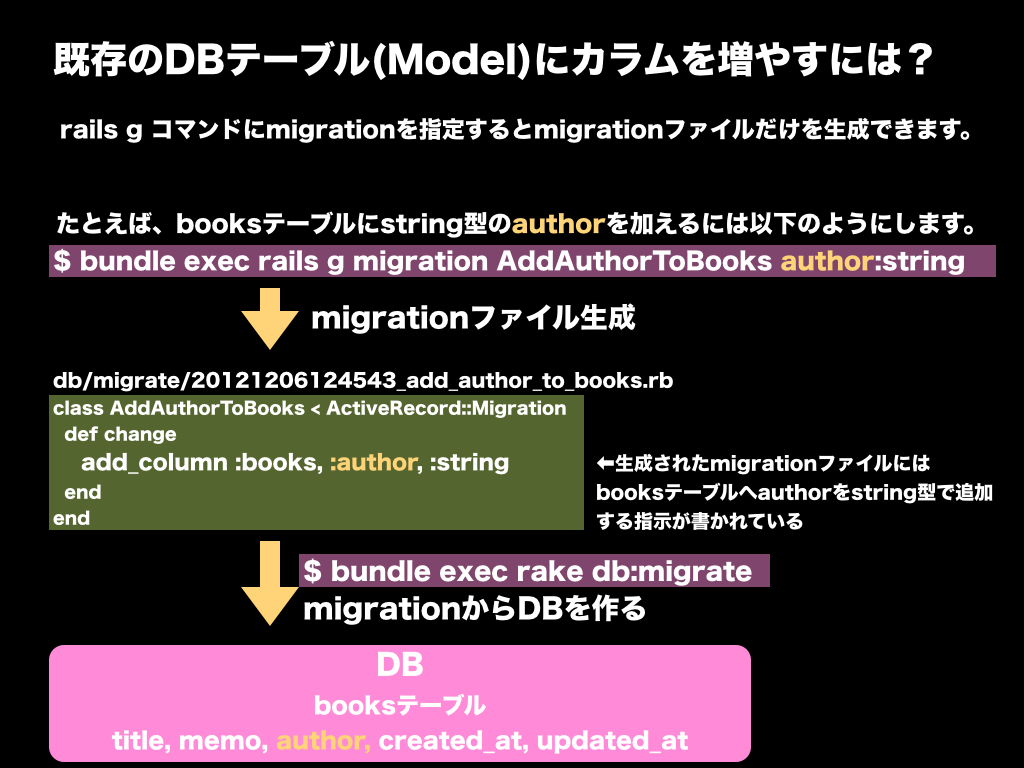 既存のDBテーブル(Model)にカラムを増やすには？
rails g コマンドにmigrationを指定するとmigrationファイルだけを生成できます。
たとえば、booksテーブルにstring型のauthorを加えるには以下のようにします。
$ bundle exec rails g migration AddAuthorToBooks author:string
migrationファイル生成
db/migrate/20121206124543_add_author_to_books.rb
class AddAuthorToBooks < ActiveRecord::Migration
def change
add_column :books, :author, :string
end
end
←生成されたmigrationファイルには
booksテーブルへauthorをstring型で追加
する指示が書かれている
$ bundle exec rake db:migrate
migrationからDBを作る
DB
booksテーブル
title, memo, author, created_at, updated_at